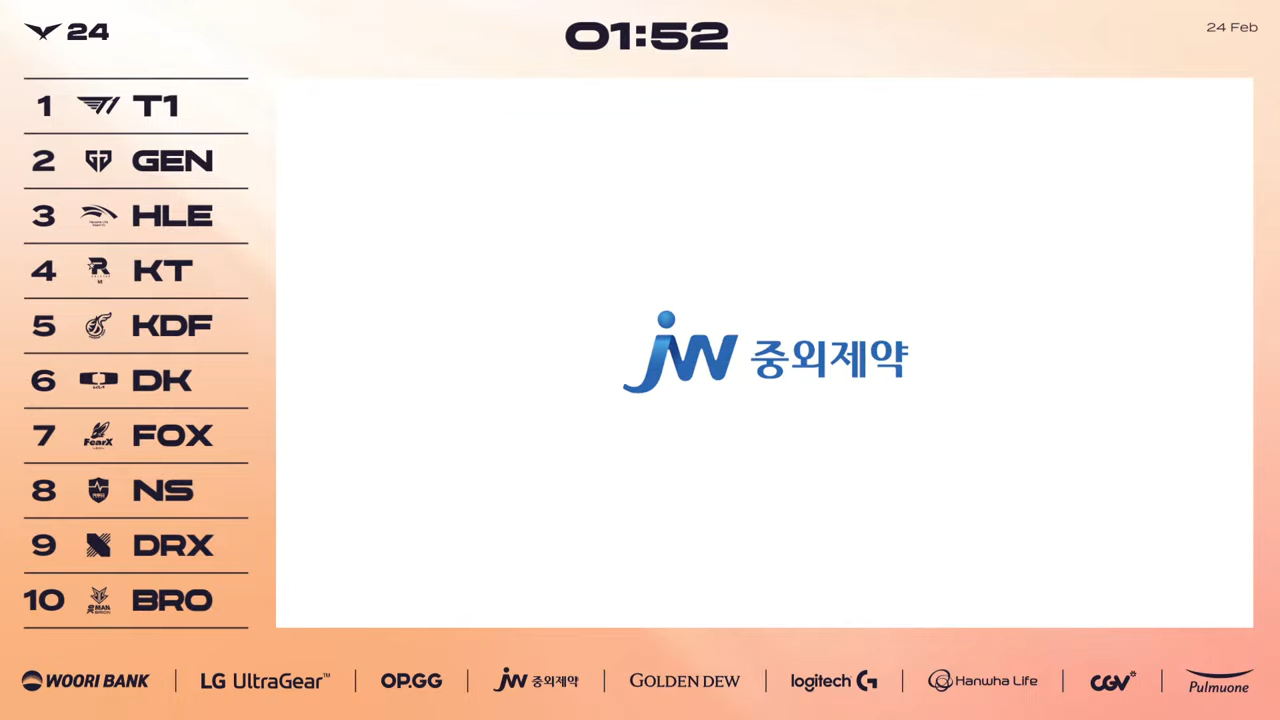 24
01:52
24 Feb
1 T1 T1
2 GEN
3 HLE
4 KT
5 KDF
6 DK
7 FearX FOX
8 NS
9 DRX
10 BRO
jw 중외제약
WOORI BANK
LG UltraGear™
OP.GG
jw 중외제약
GOLDEN DEW
logitech G
Hanwha Life
CGV
Pulmuone